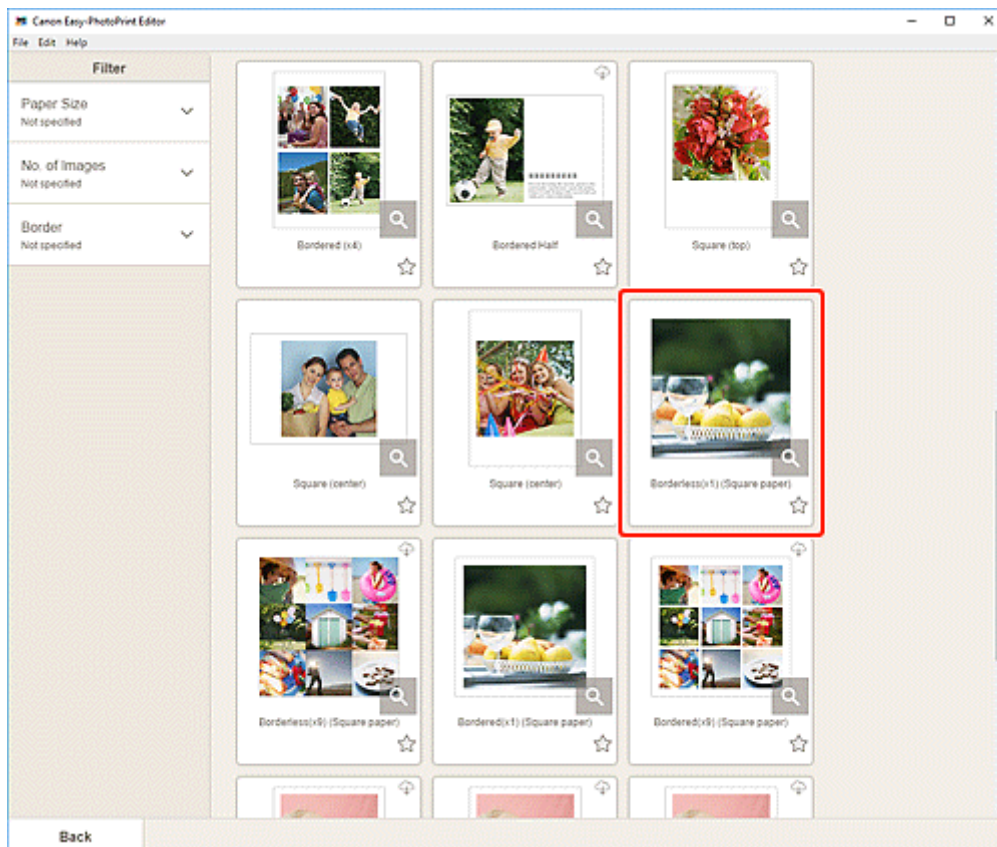 Canon Easy-PhotoPrint Editor
File Edit Help
Filter
Paper Size
Not specified
No. of Images
Not specified
Border
Not specified
Bordered (x4)
Bordered Half
Square (top)
Square (center)
Square (center)
Borderless(x1) (Square paper)
Borderless(x9) (Square paper)
Bordered(x1) (Square paper)
Bordered(x9) (Square paper)
Back